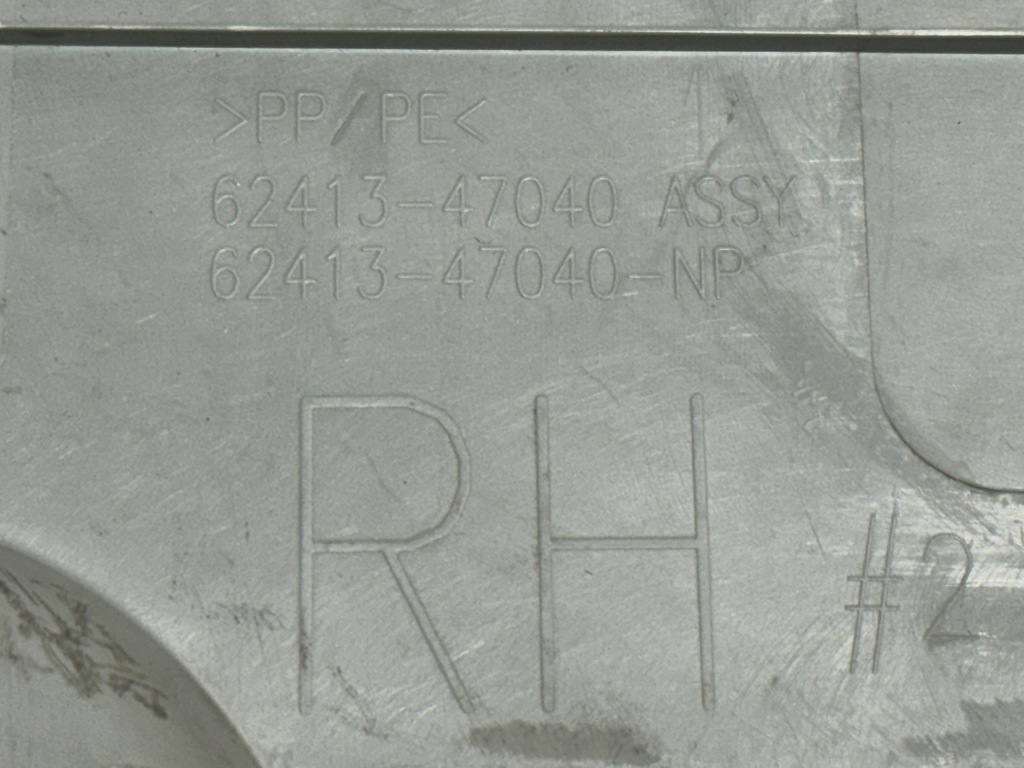 >PP/PE<
62413-47040 ASSY
62413-47040-NP
RH
#2